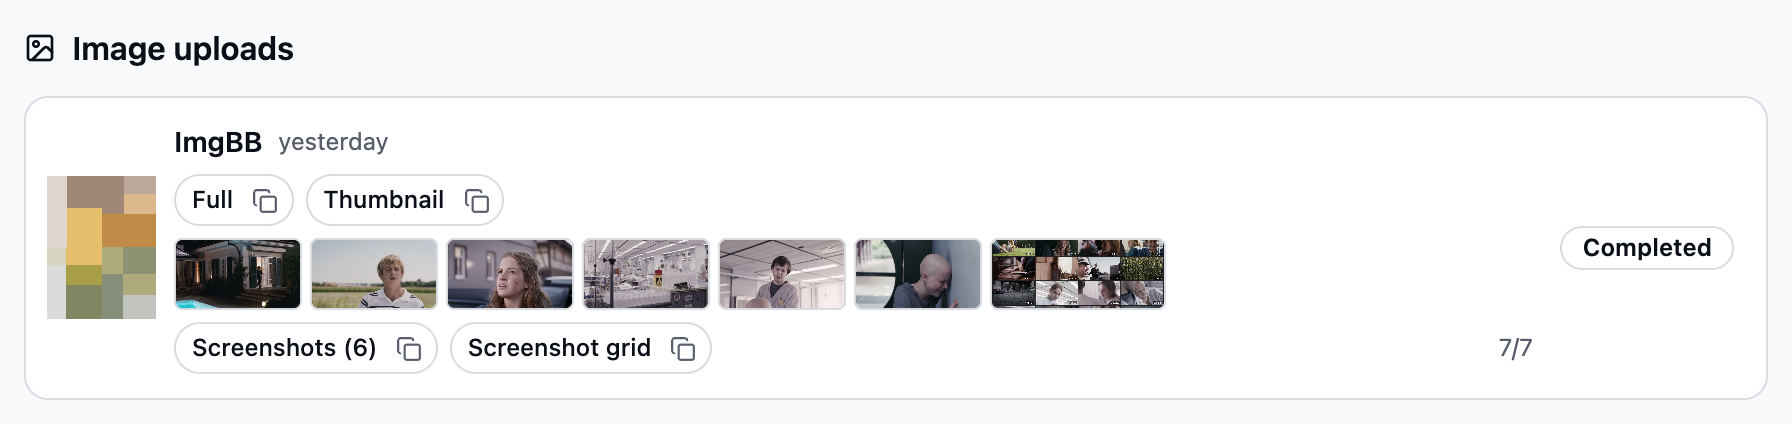 Image uploads
ImgBB yesterday
Full Thumbnail
Completed
Screenshots (6) Screenshot grid 7/7